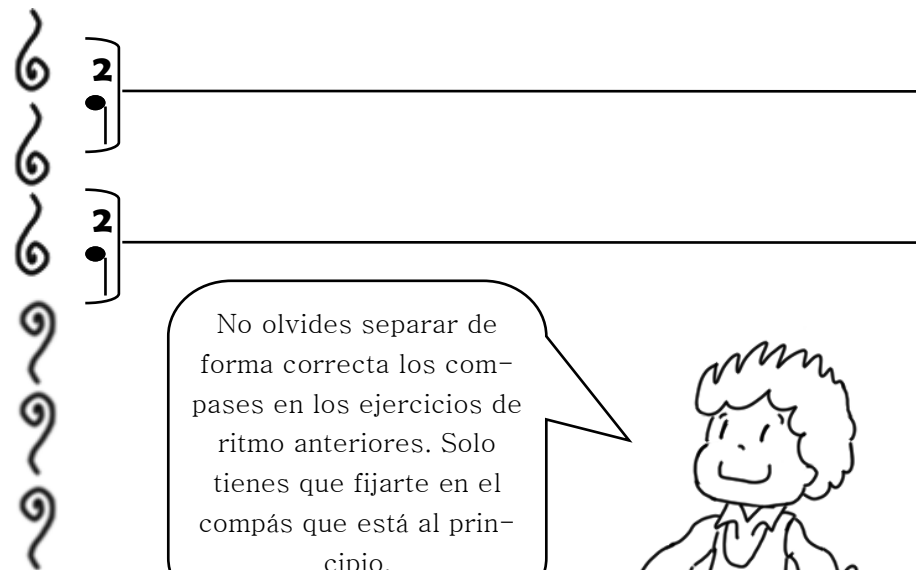 2
2
No olvides separar de
forma correcta los com-
pases en los ejercicios de
ritmo anteriores. Solo
tienes que fijarte en el
compás que está al prin-
cipio.